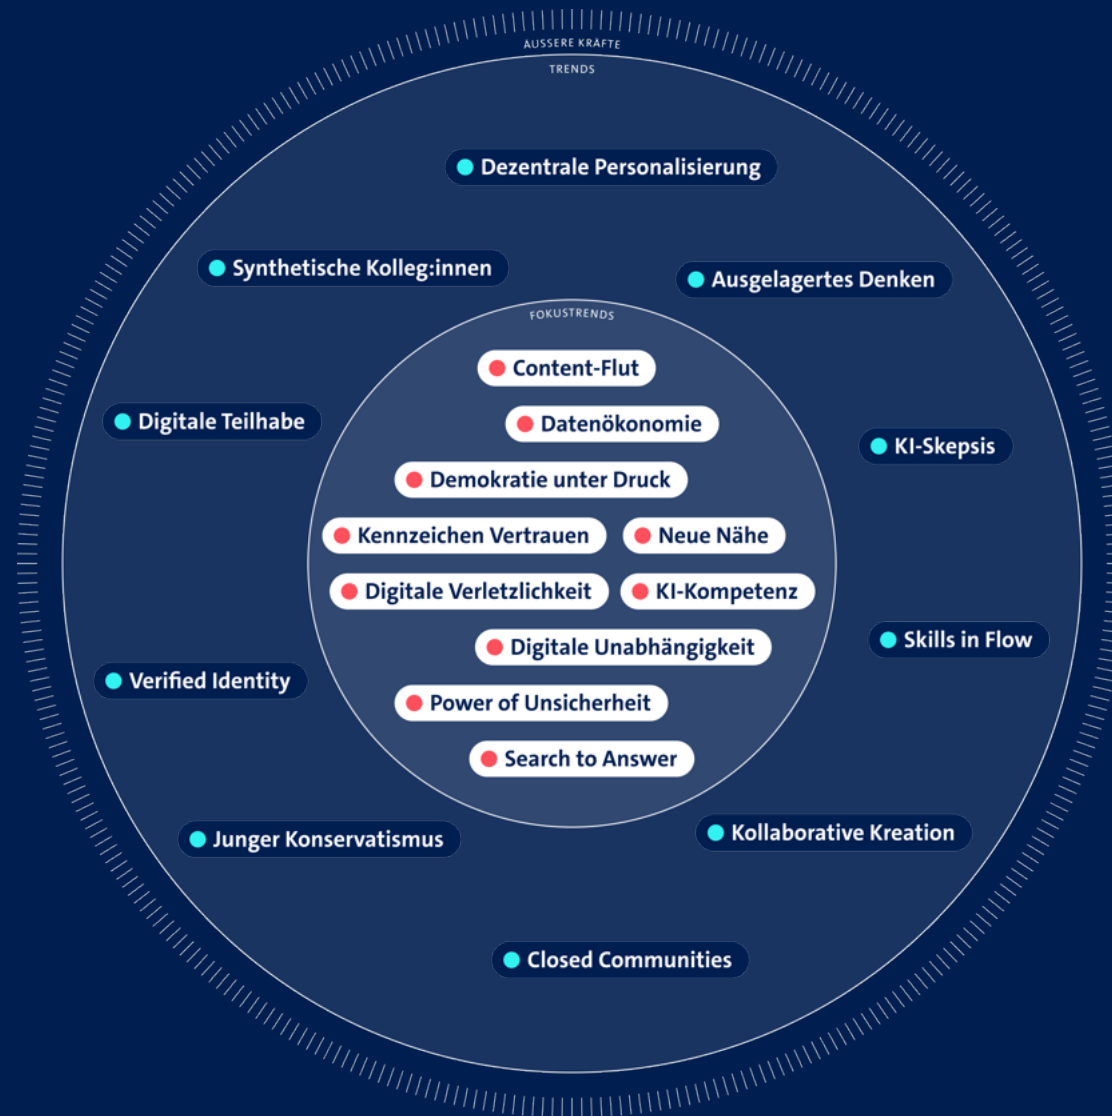 ÄUSSERE KRÄFTE
TRENDS
Dezentrale Personalisierung
Synthetische Kolleg:innen
Ausgelagertes Denken
FOKUSTRENDS
Content-Flut
Datenökonomie
Digitale Teilhabe
KI-Skepsis
Demokratie unter Druck
Kennzeichen Vertrauen
Neue Nähe
Digitale Verletzlichkeit
KI-Kompetenz
Digitale Unabhängigkeit
Skills in Flow
Verified Identity
Power of Unsicherheit
Search to Answer
Junger Konservatismus
Kollaborative Kreation
Closed Communities